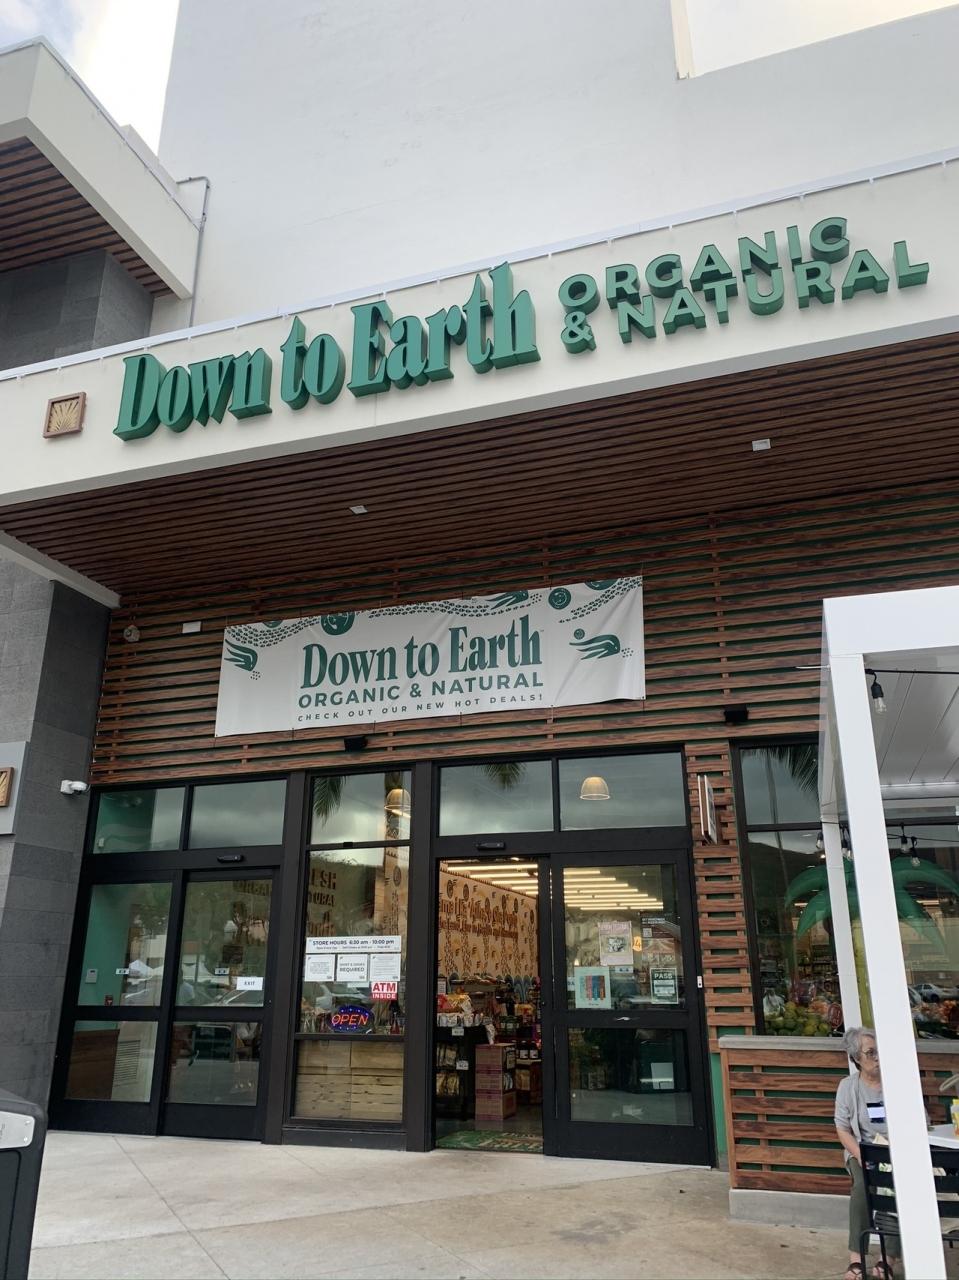 Down to Earth
ORGANIC
& NATURAL
Down to Earth
ORGANIC & NATURAL
CHECK OUT OUR NEW HOT DEALS!
STORE HOURS 6:30 am - 10:00 pm
REQUIRED
ATM
INSIDE
OPEN
EXIT
PASS